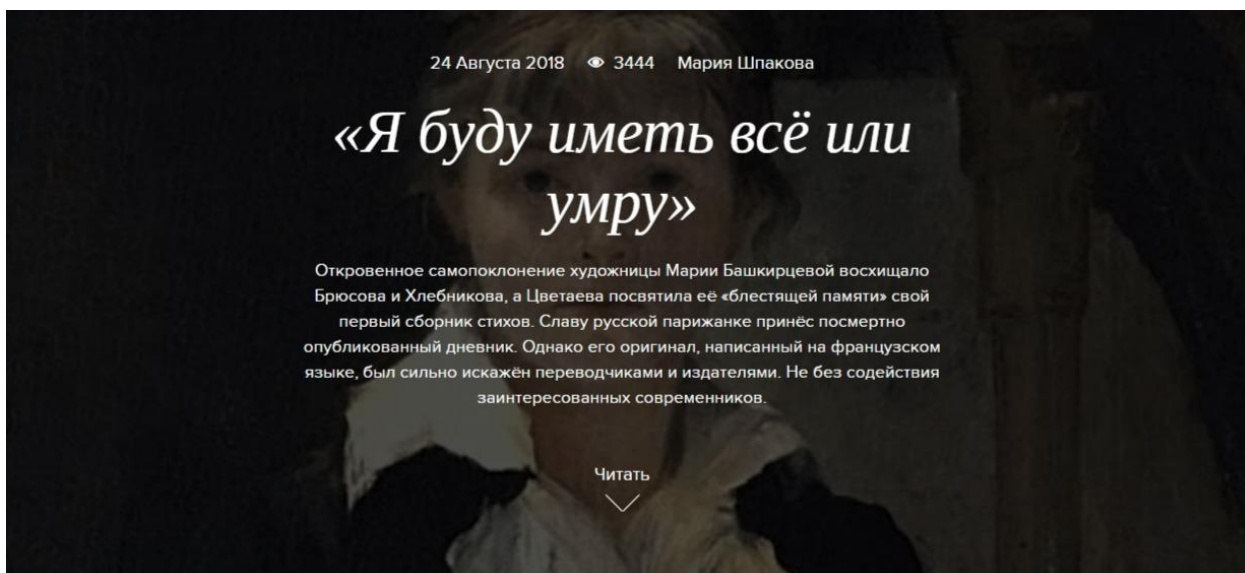 24 Августа 2018 3444 Мария Шпакова
«Я буду иметь всё или
умру»
Откровенное самопоклонение художницы Марии Башкирцевой восхищало
Брюсова и Хлебникова, а Цветаева посвятила её «блестящей памяти» свой
первый сборник стихов. Славу русской парижанке принёс посмертно
опубликованный дневник. Однако его оригинал, написанный на французском
языке, был сильно искажён переводчиками и издателями. Не без содействия
заинтересованных современников.
Читать